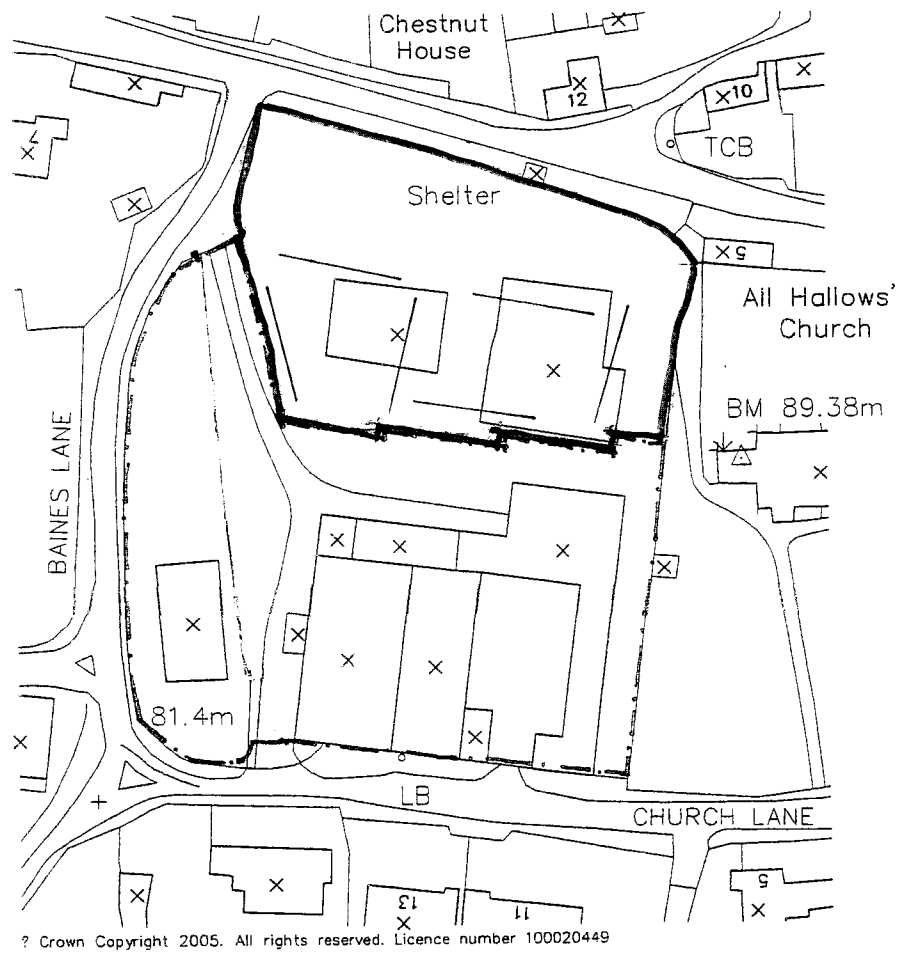 Chestnut
House
12
10
TCB
7
Shelter
5
All Hallows'
Church
BM 89.38m
BAINES LANE
81.4m
LB
CHURCH LANE
13
11
5
? Crown Copyright 2005. All rights reserved. Licence number 100020449